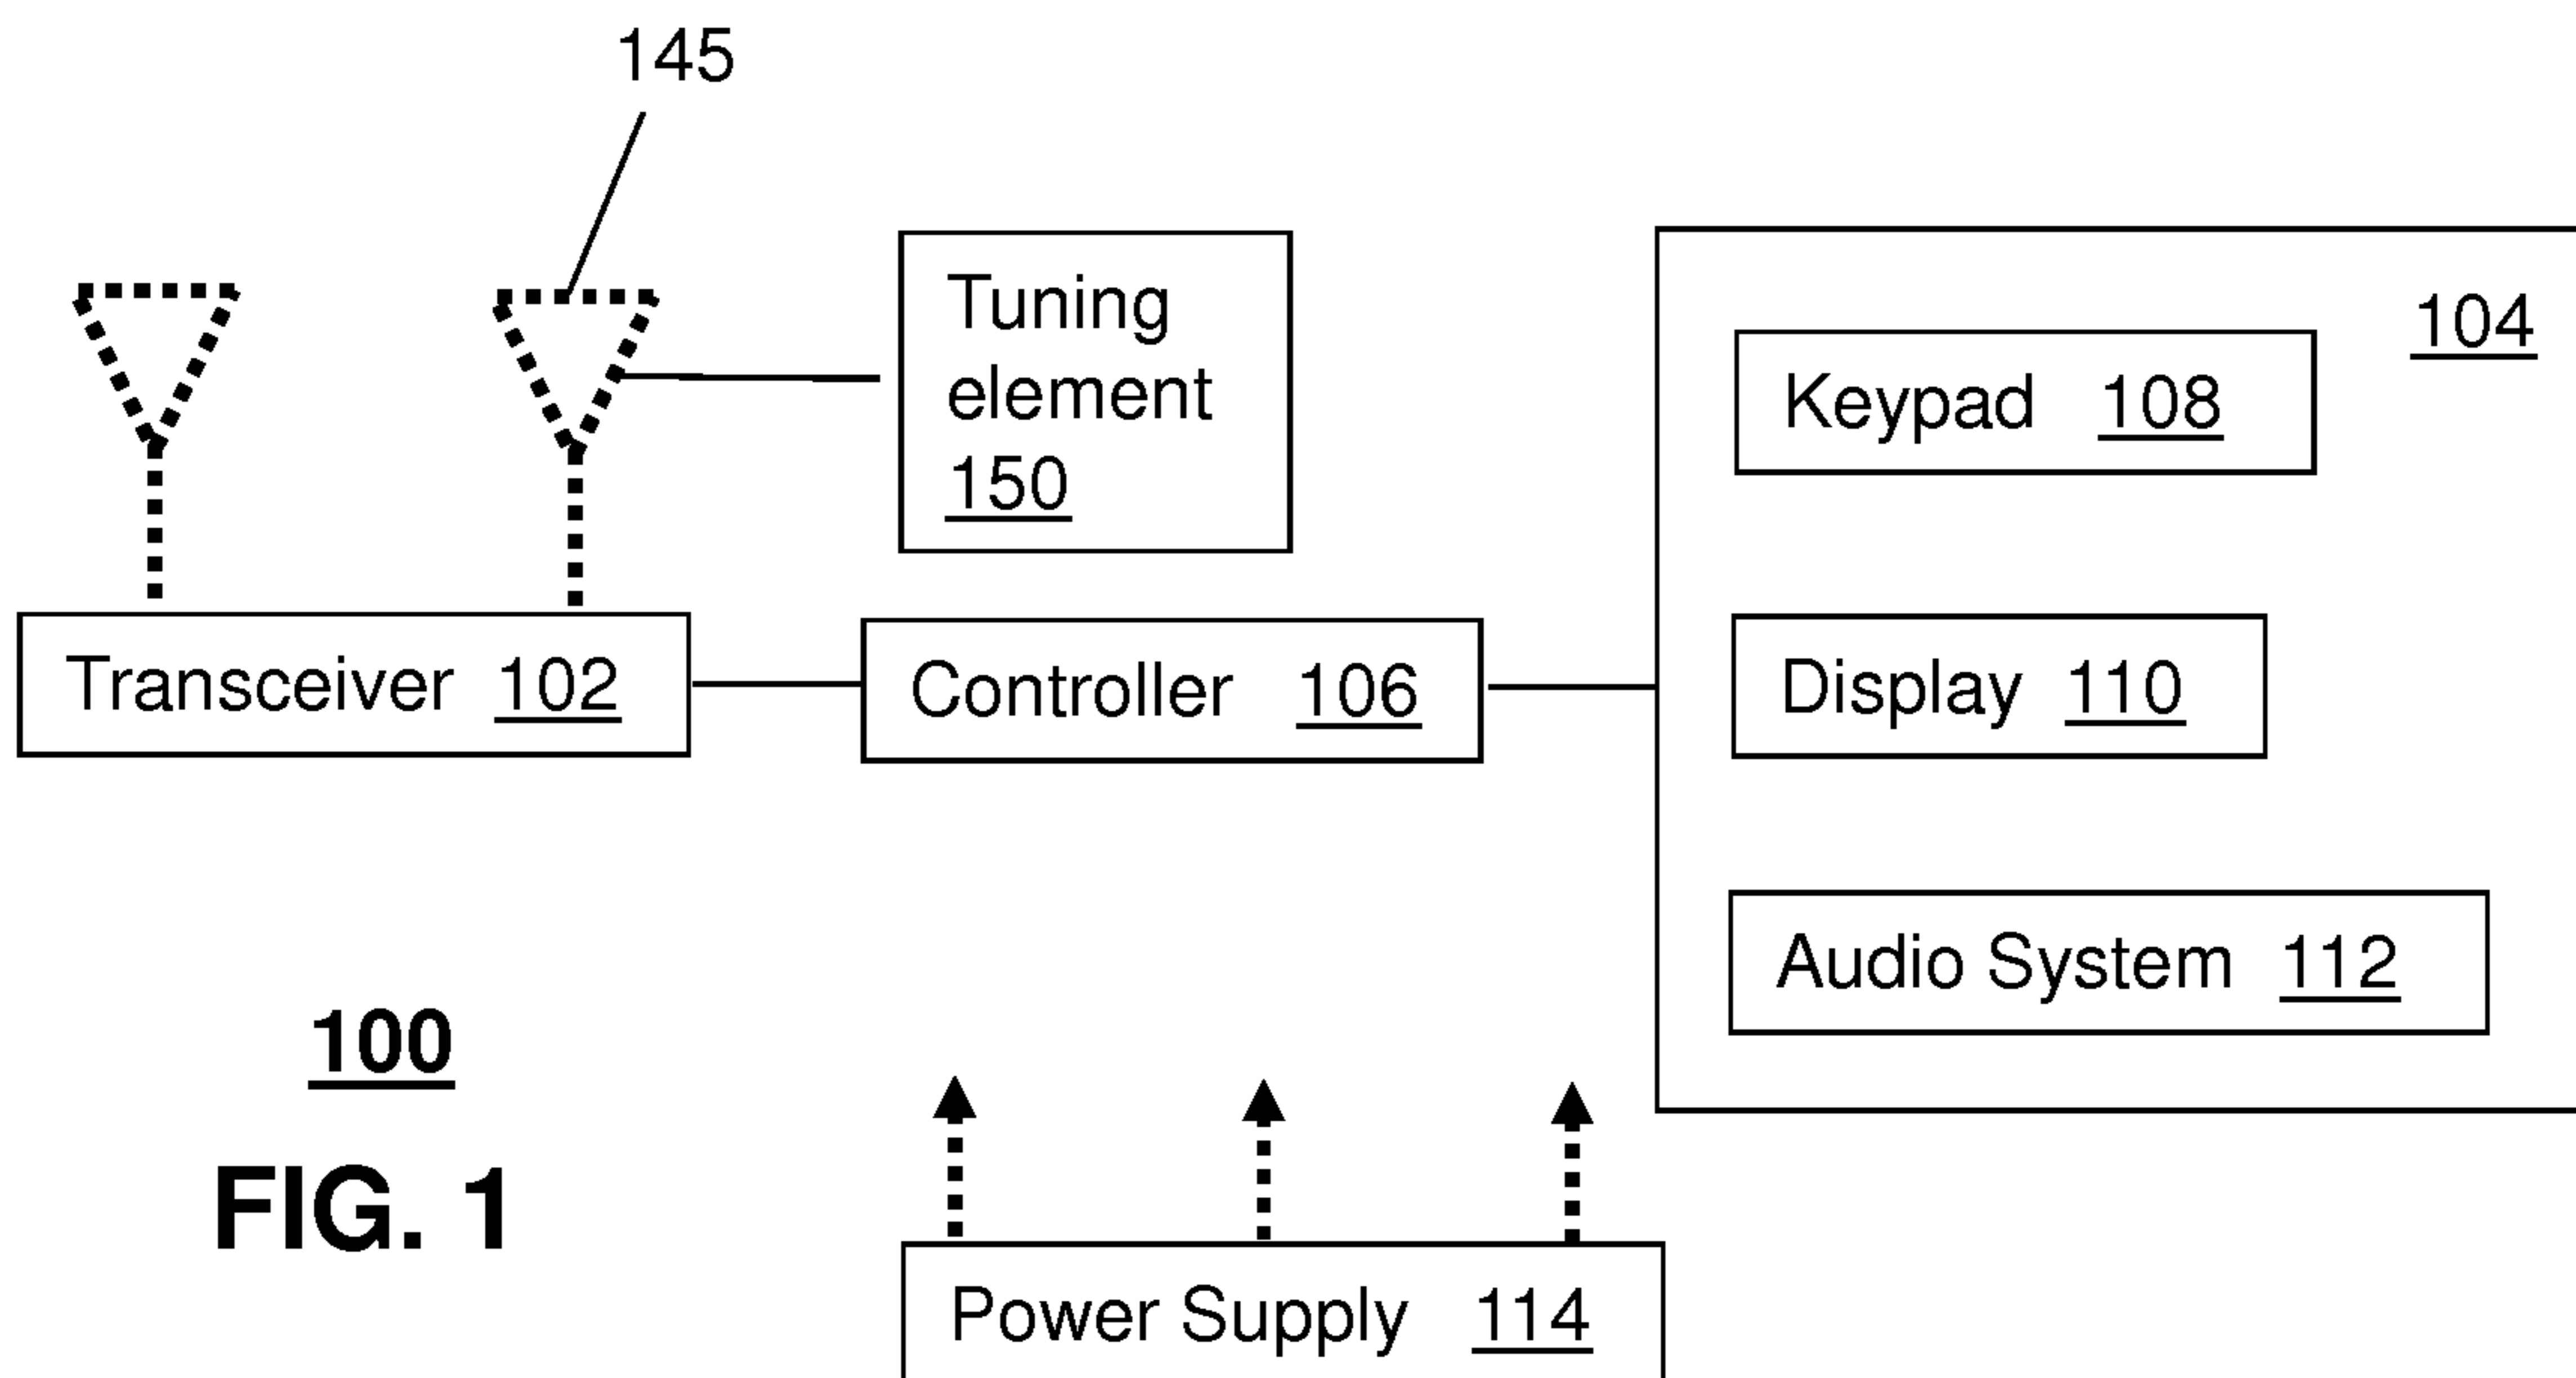 145
Tuning
element
150
104
Keypad 108
Transceiver 102
Controller 106
Display 110
Audio System 112
100
FIG. 1
Power Supply 114